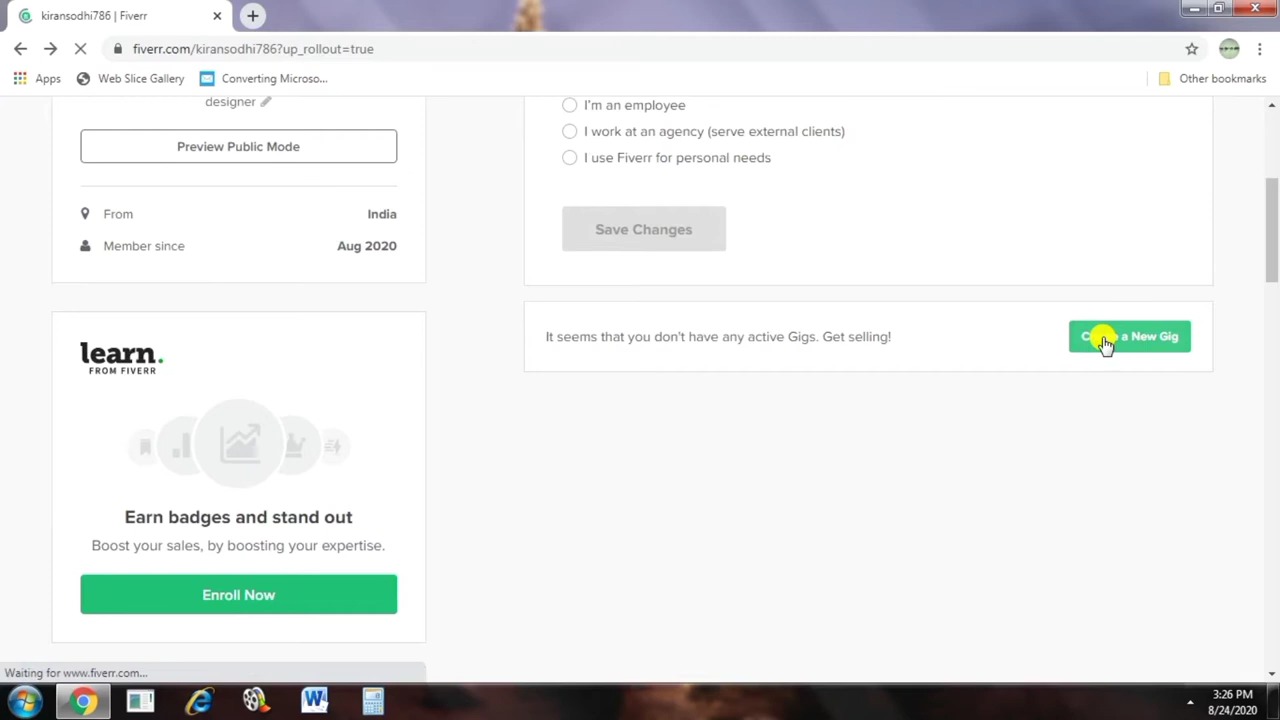 kiransodhi786 | Fiverr
fiverr.com/kiransodhi786?up_rollout=true
Apps
Web Slice Gallery
Converting Microso...
Other bookmarks
designer
Preview Public Mode
From
India
Member since
Aug 2020
I'm an employee
I work at an agency (serve external clients)
I use Fiverr for personal needs
Save Changes
It seems that you don't have any active Gigs. Get selling!
a New Gig
learn.
FROM FIVERR
Earn badges and stand out
Boost your sales, by boosting your expertise.
Enroll Now
Waiting for www.fiverr.com...
3:26 PM
8/24/2020